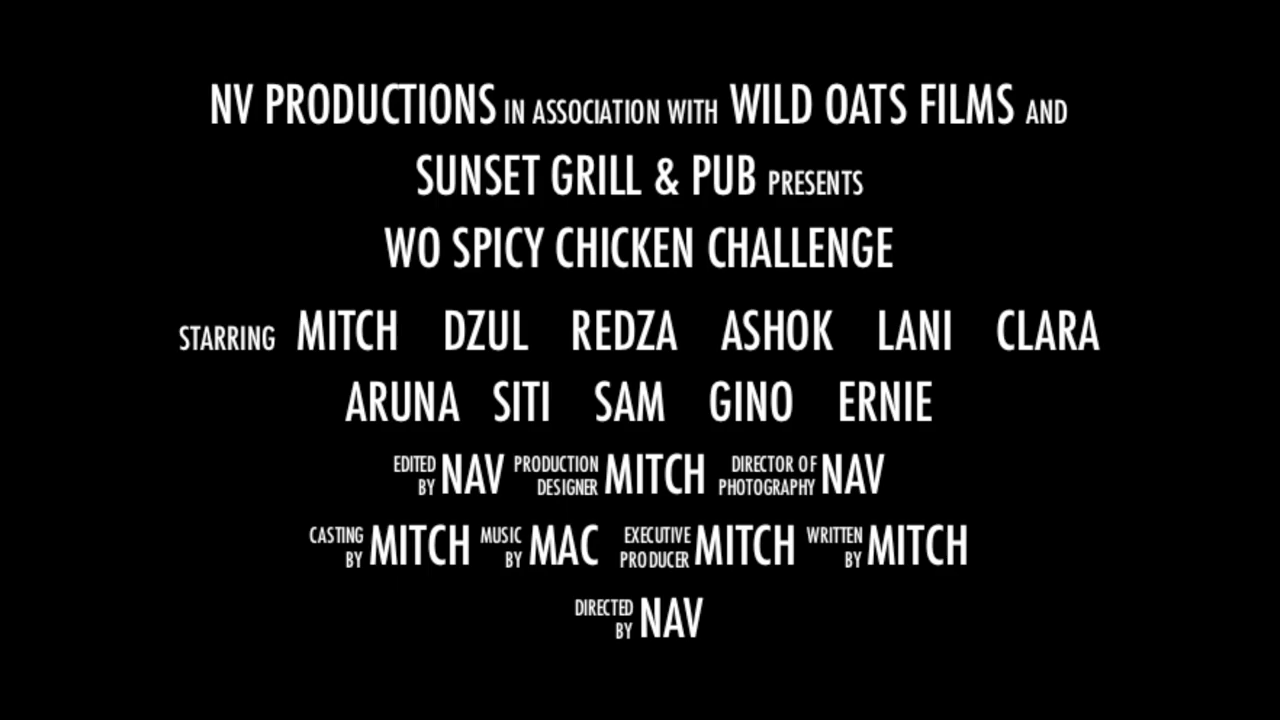 NV PRODUCTIONS IN ASSOCIATION WITH WILD OATS FILMS AND
SUNSET GRILL & PUB PRESENTS
WO SPICY CHICKEN CHALLENGE
STARRING MITCH DZUL REDZA ASHOK LANI CLARA
ARUNA SITI SAM GINO ERNIE
EDITED BY NAV PRODUCTION DESIGNER MITCH DIRECTOR OF PHOTOGRAPHY NAV
CASTING BY MITCH MUSIC BY MAC EXECUTIVE PRODUCER MITCH WRITTEN BY MITCH
DIRECTED BY NAV